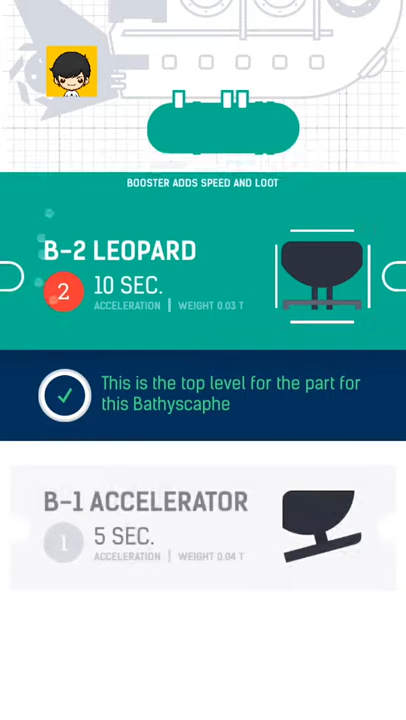 BOOSTER ADDS SPEED AND LOOT
B-2 LEOPARD
2
10 SEC.
ACCELERATION | WEIGHT 0.03 T
This is the top level for the part for
this Bathyscaphe
B-1 ACCELERATOR
1
5 SEC.
ACCELERATION | WEIGHT 0.04 T